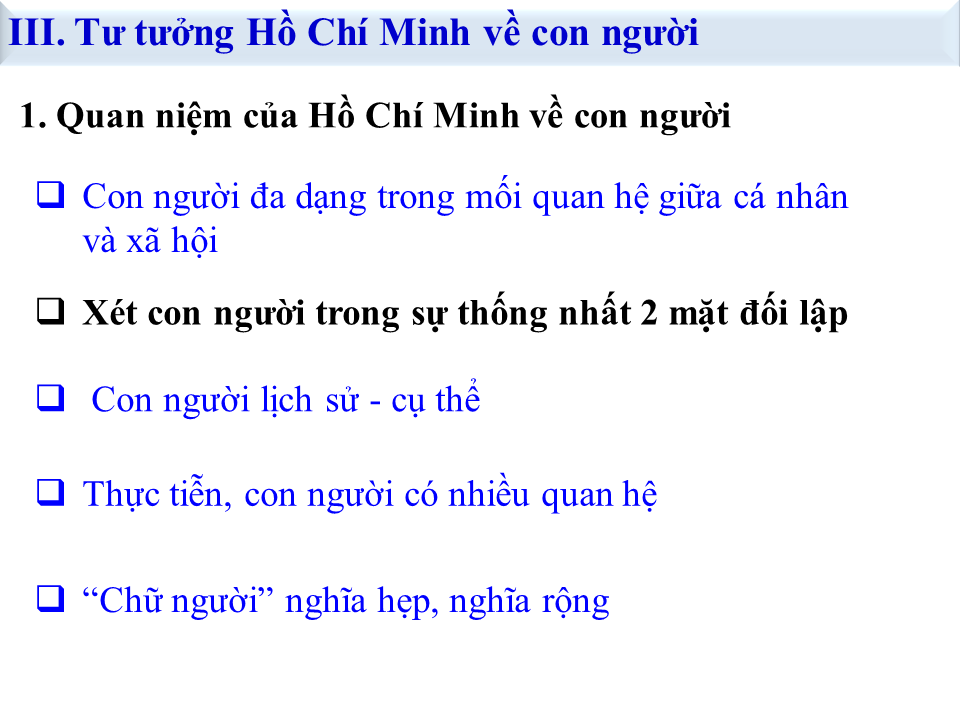 III. Tư tưởng Hồ Chí Minh về con người
1. Quan niệm của Hồ Chí Minh về con người
❑ Con người đa dạng trong mối quan hệ giữa cá nhân
và xã hội
❑ Xét con người trong sự thống nhất 2 mặt đối lập
❑ Con người lịch sử - cụ thể
❑ Thực tiễn, con người có nhiều quan hệ
❑ “Chữ người” nghĩa hẹp, nghĩa rộng